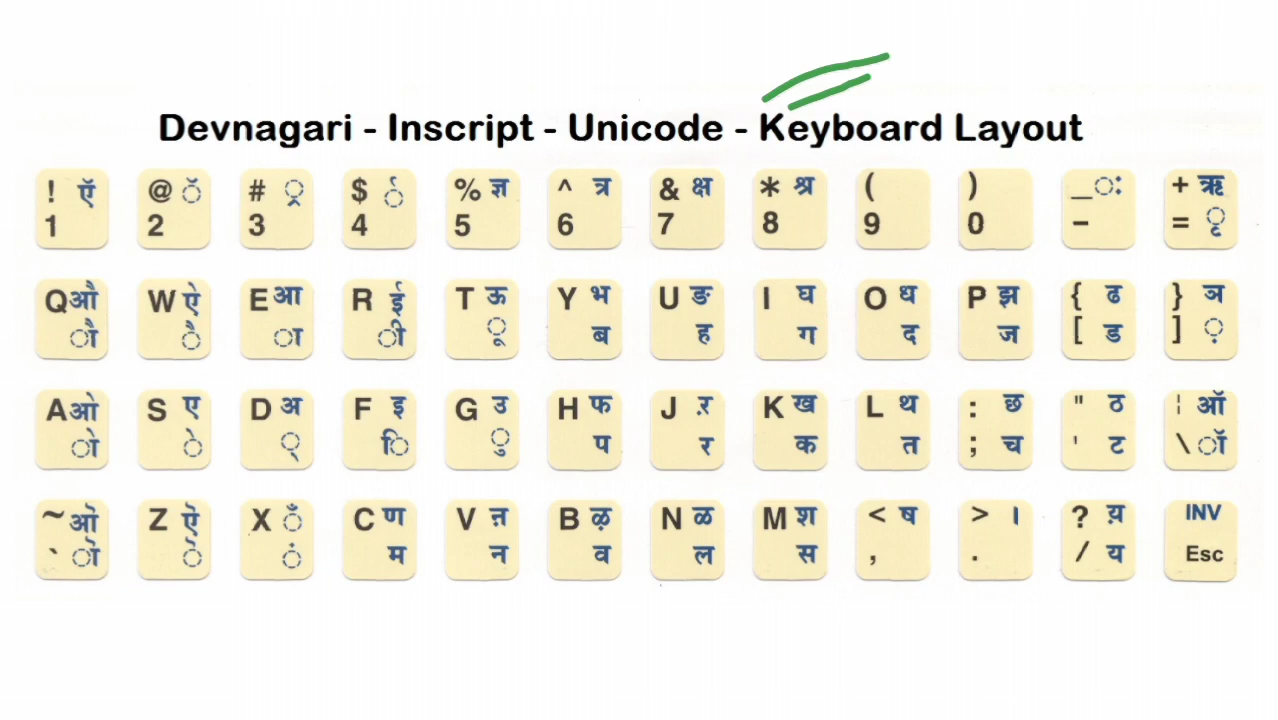 Devnagari - Inscript - Unicode - Keyboard Layout
! ऍ @ ॅ # ्र $ र् % ज्ञ ^ त्र & क्ष * श्र ( ) _ ः + ऋ
1 2 3 4 5 6 7 8 9 0 - = ृ
Q औ W ऐ E आ R ई T ऊ Y भ U ङ I घ O ध P झ { ढ } ञ
ौ ै ा ी ू ब ह ग द ज [ ड ] ़
A ओ S ए D अ F इ G उ H फ J ऱ K ख L थ : छ " ठ ¦ ऑ
ो े ् ि ु प र क त ; च ' ट \ ॉ
~ ऒ Z ऎ X ँ C ण V ऩ B ऴ N ळ M श < ष > । ? य़ INV
` ॊ ॆ ं म न व ल स , . / य Esc